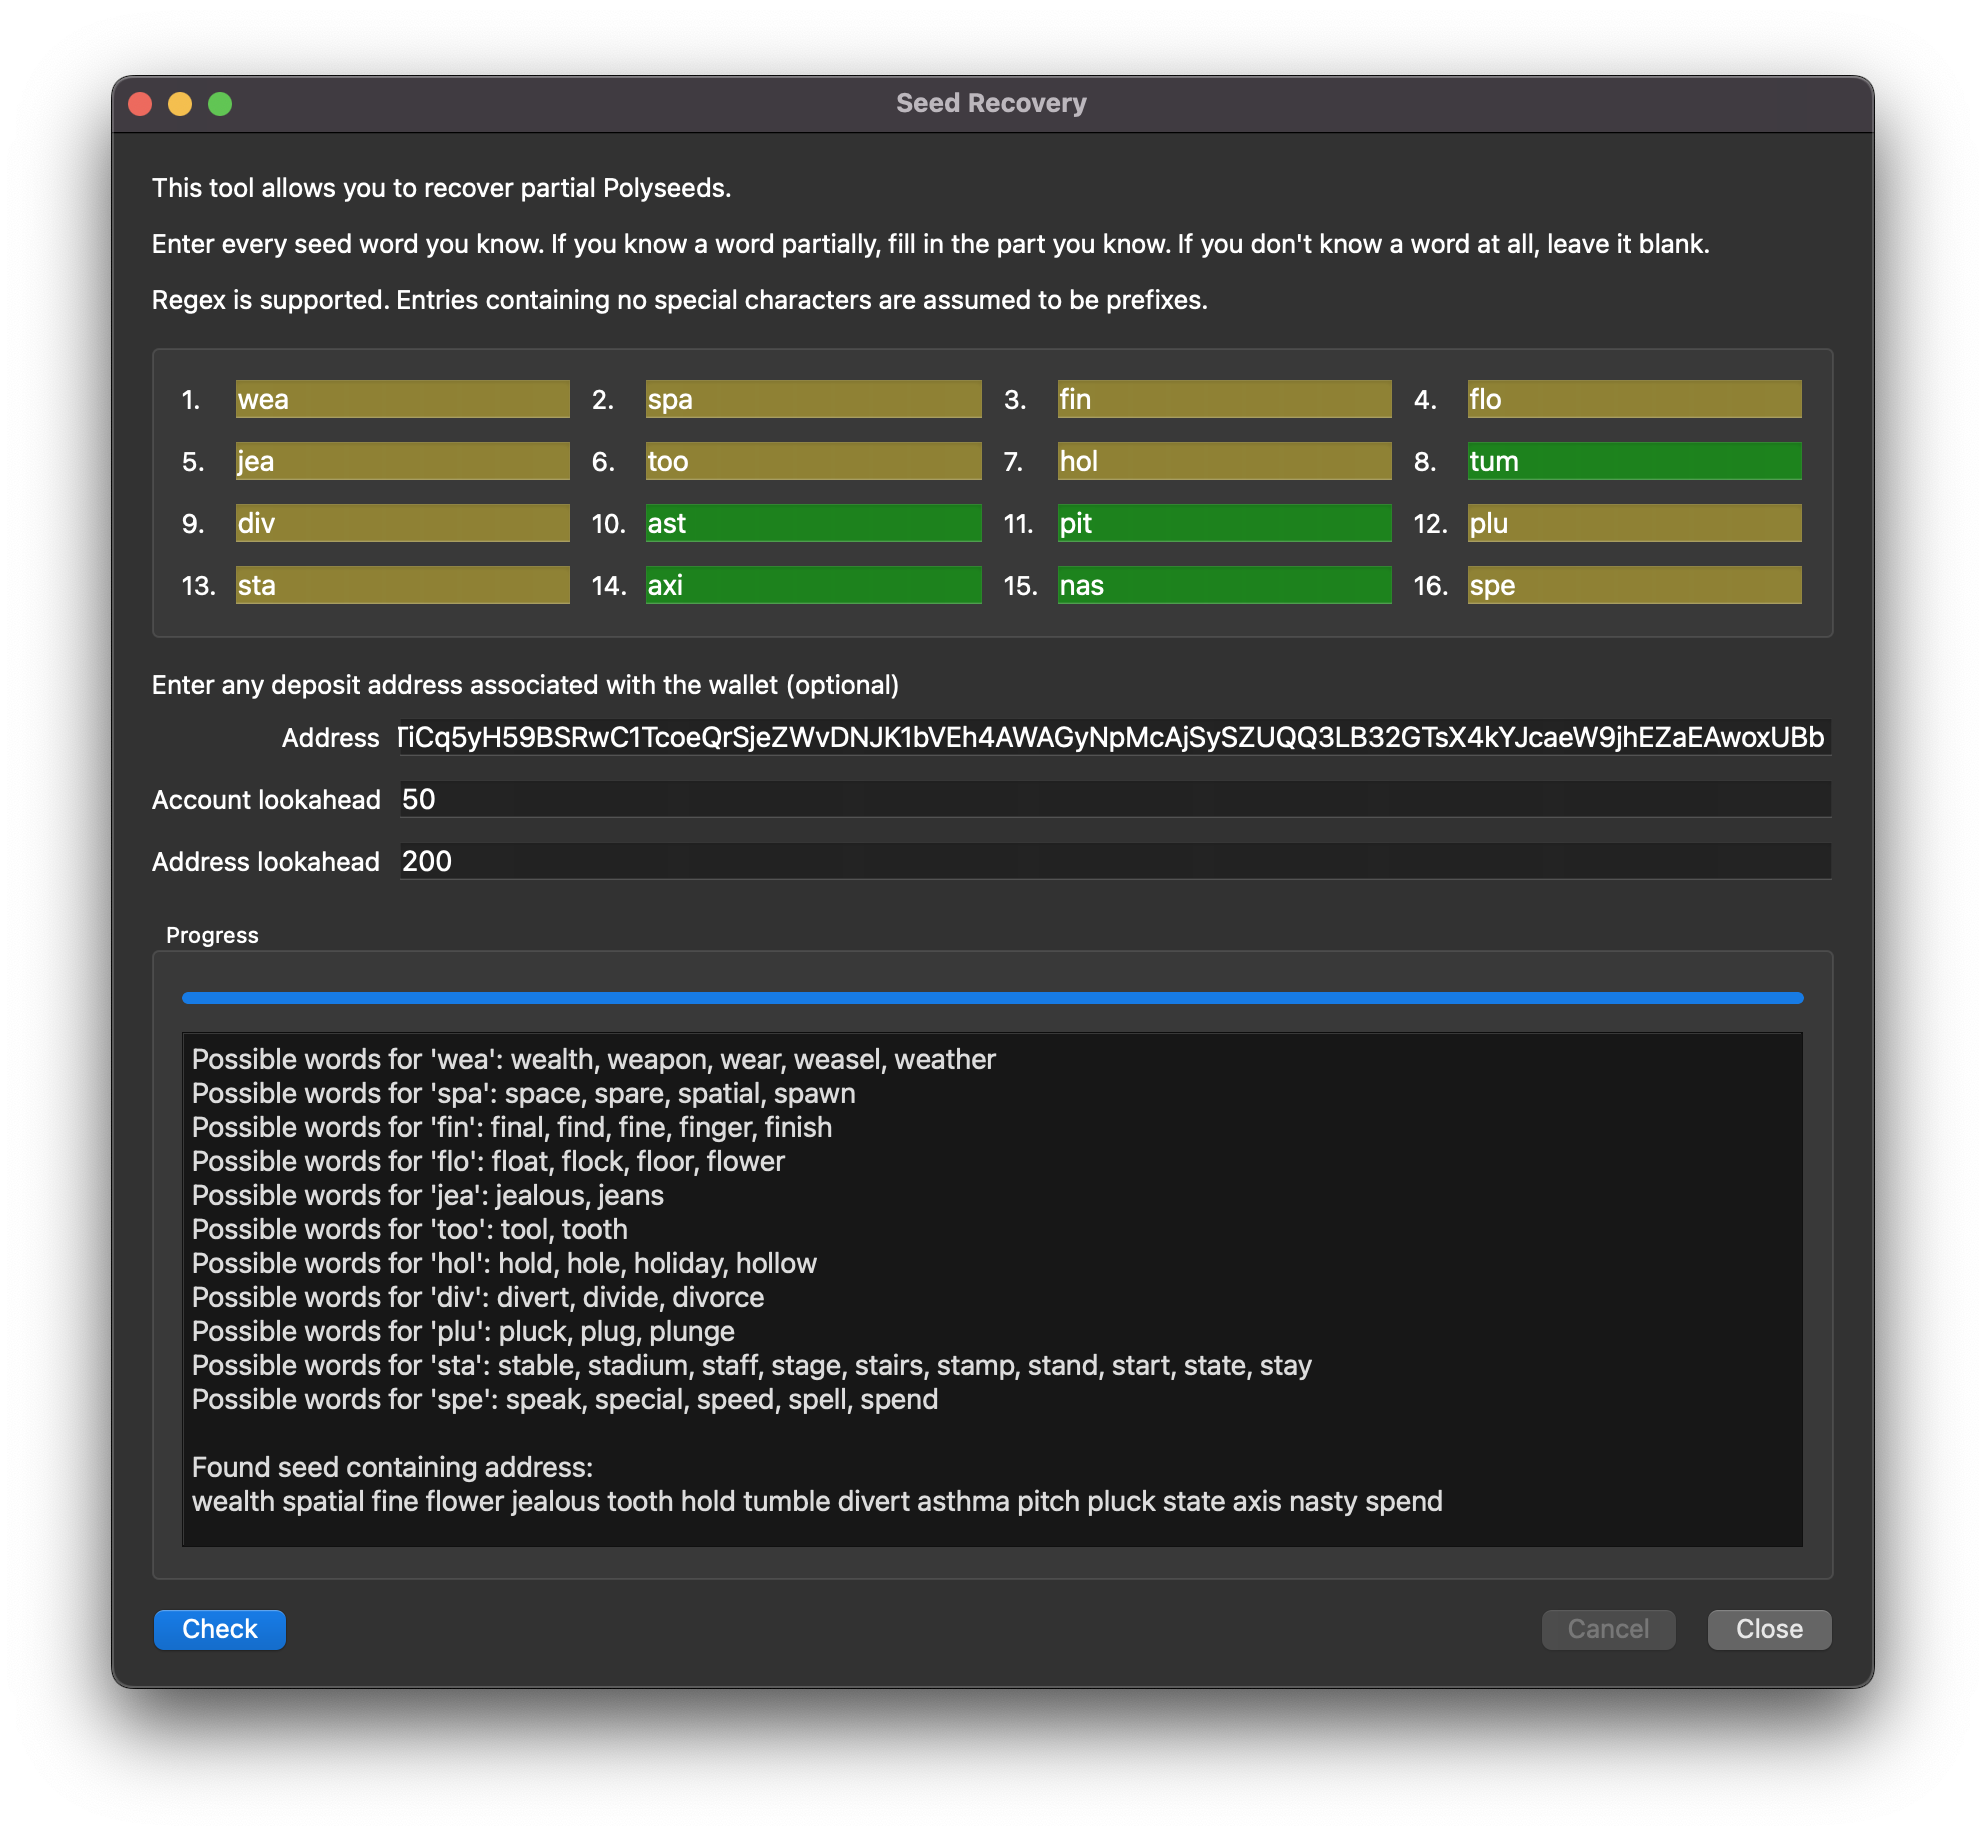 Seed Recovery
This tool allows you to recover partial Polyseeds.
Enter every seed word you know. If you know a word partially, fill in the part you know. If you don't know a word at all, leave it blank.
Regex is supported. Entries containing no special characters are assumed to be prefixes.
1. wea 2. spa 3. fin 4. flo
5. jea 6. too 7. hol 8. tum
9. div 10. ast 11. pit 12. plu
13. sta 14. axi 15. nas 16. spe
Enter any deposit address associated with the wallet (optional)
Address TiCq5yH59BSRwC1TcoeQrSjeZWvDNJK1bVEh4AWAGyNpMcAjSySZUQQ3LB32GTsX4kYJcaeW9jhEZaEAwoxUBb
Account lookahead 50
Address lookahead 200
Progress
Possible words for 'wea': wealth, weapon, wear, weasel, weather
Possible words for 'spa': space, spare, spatial, spawn
Possible words for 'fin': final, find, fine, finger, finish
Possible words for 'flo': float, flock, floor, flower
Possible words for 'jea': jealous, jeans
Possible words for 'too': tool, tooth
Possible words for 'hol': hold, hole, holiday, hollow
Possible words for 'div': divert, divide, divorce
Possible words for 'plu': pluck, plug, plunge
Possible words for 'sta': stable, stadium, staff, stage, stairs, stamp, stand, start, state, stay
Possible words for 'spe': speak, special, speed, spell, spend
Found seed containing address:
wealth spatial fine flower jealous tooth hold tumble divert asthma pitch pluck state axis nasty spend
Check Cancel Close